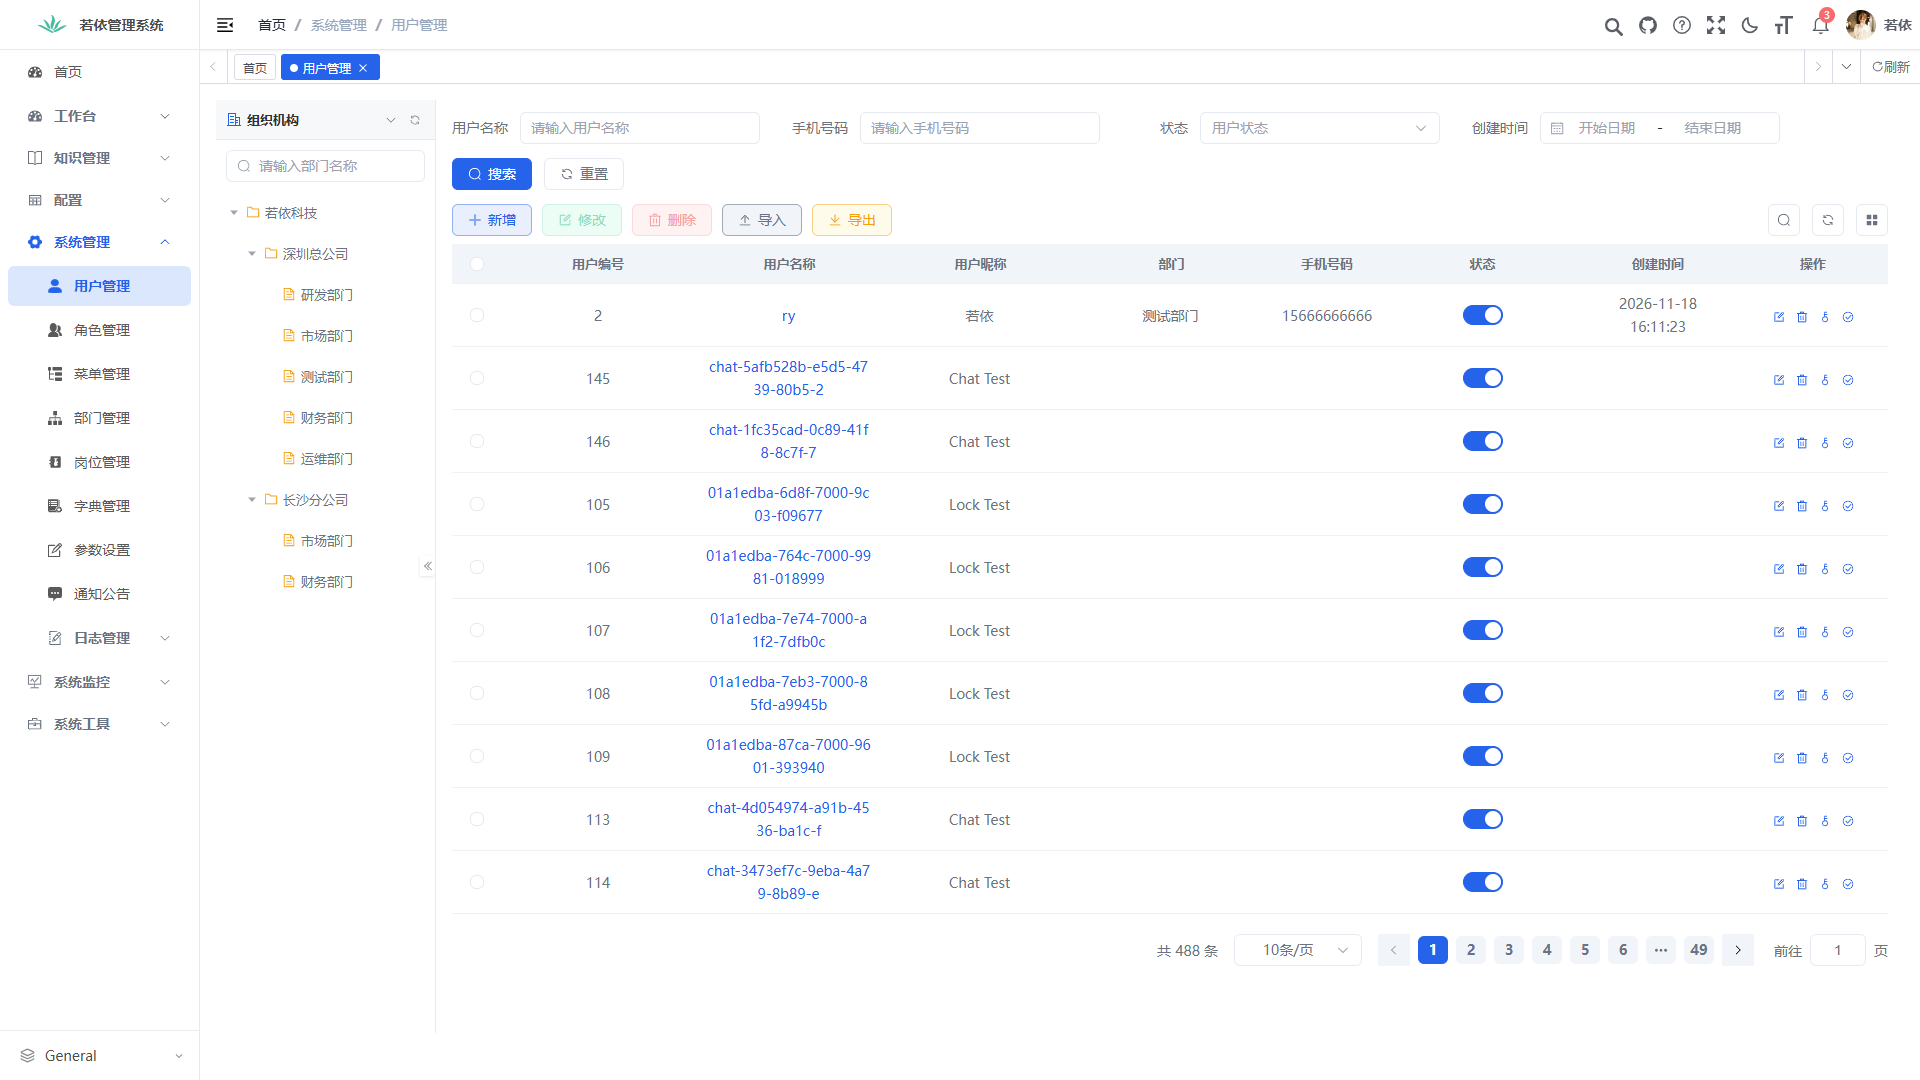 若依管理系统
首页 / 系统管理 / 用户管理
3
若依
首页
用户管理
刷新
首页
工作台
知识管理
配置
系统管理
用户管理
角色管理
菜单管理
部门管理
岗位管理
字典管理
参数设置
通知公告
日志管理
系统监控
系统工具
General
组织机构
请输入部门名称
若依科技
深圳总公司
研发部门
市场部门
测试部门
财务部门
运维部门
长沙分公司
市场部门
财务部门
用户名称 请输入用户名称 手机号码 请输入手机号码 状态 用户状态 创建时间 开始日期 - 结束日期
搜索 重置
新增 修改 删除 导入 导出
用户编号 用户名称 用户昵称 部门 手机号码 状态 创建时间 操作
2 ry 若依 测试部门 15666666666 2026-11-18
16:11:23
145 chat-5afb528b-e5d5-47 Chat Test
39-80b5-2
146 chat-1fc35cad-0c89-41f Chat Test
8-8c7f-7
105 01a1edba-6d8f-7000-9c Lock Test
03-f09677
106 01a1edba-764c-7000-99 Lock Test
81-018999
107 01a1edba-7e74-7000-a Lock Test
1f2-7dfb0c
108 01a1edba-7eb3-7000-8 Lock Test
5fd-a9945b
109 01a1edba-87ca-7000-96 Lock Test
01-393940
113 chat-4d054974-a91b-45 Chat Test
36-ba1c-f
114 chat-3473ef7c-9eba-4a7 Chat Test
9-8b89-e
共 488 条 10条/页 1 2 3 4 5 6 ··· 49 前往 1 页